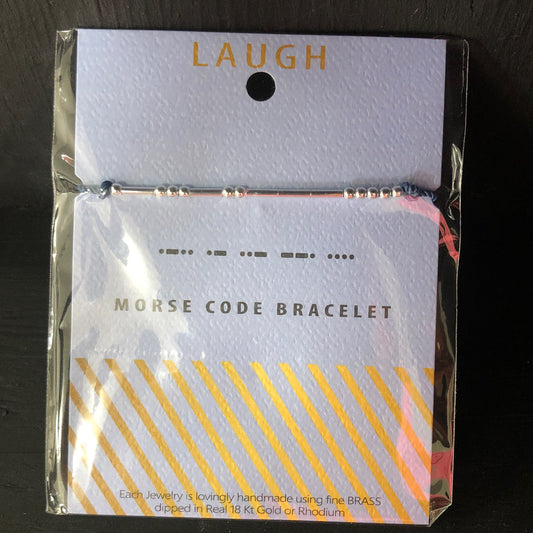 LAUGH
·–·· ·– ··– ––· ····
MORSE CODE BRACELET
Each Jewelry is lovingly handmade using fine BRASS
dipped in Real 18 Kt Gold or Rhodium